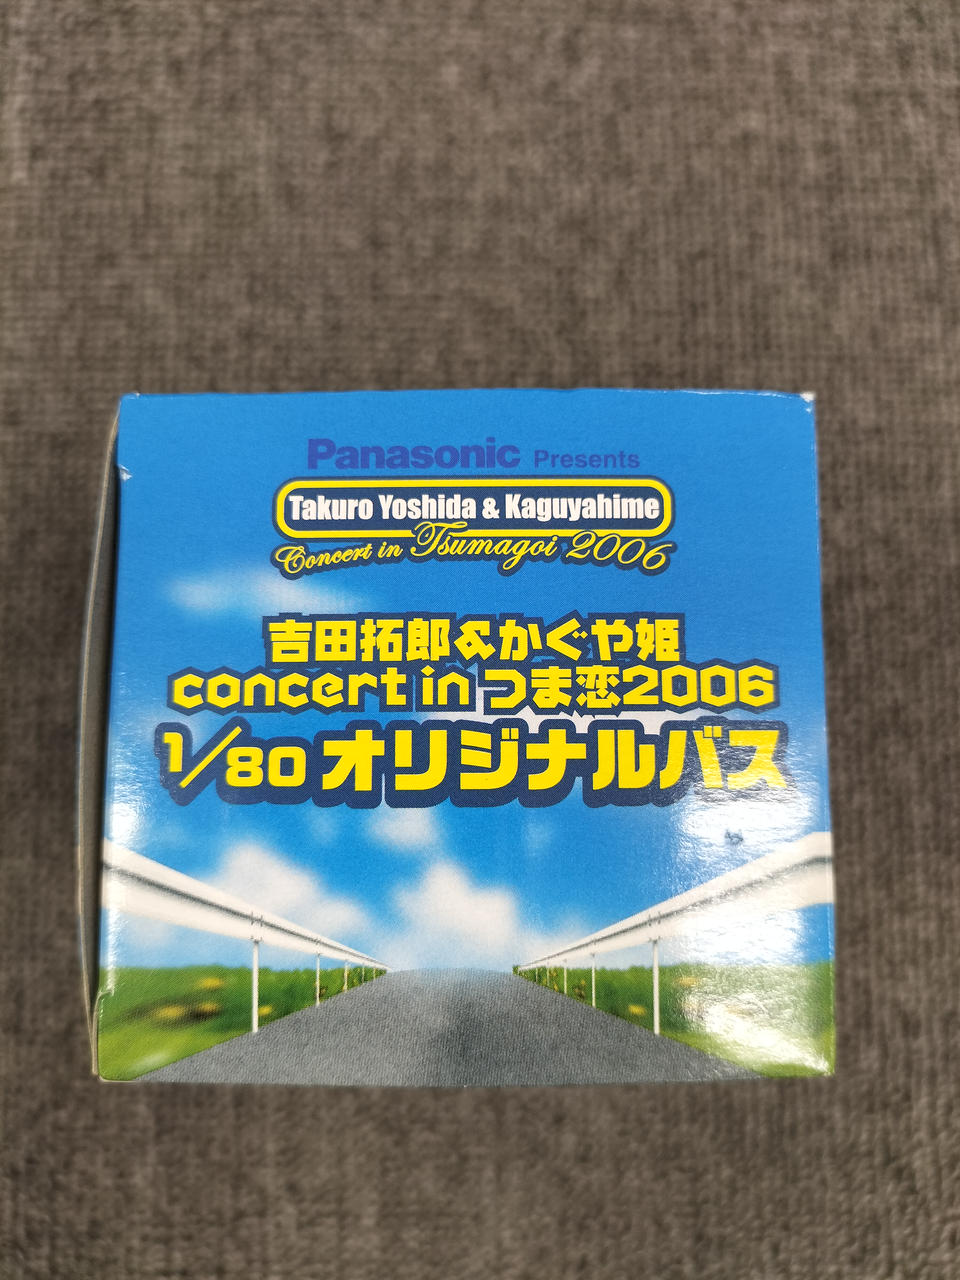 Panasonic Presents
Takuro Yoshida & Kaguyahime
Concert in Tsumagoi 2006
吉田拓郎&かぐや姫
concert in つま恋2006
1/80 オリジナルバス